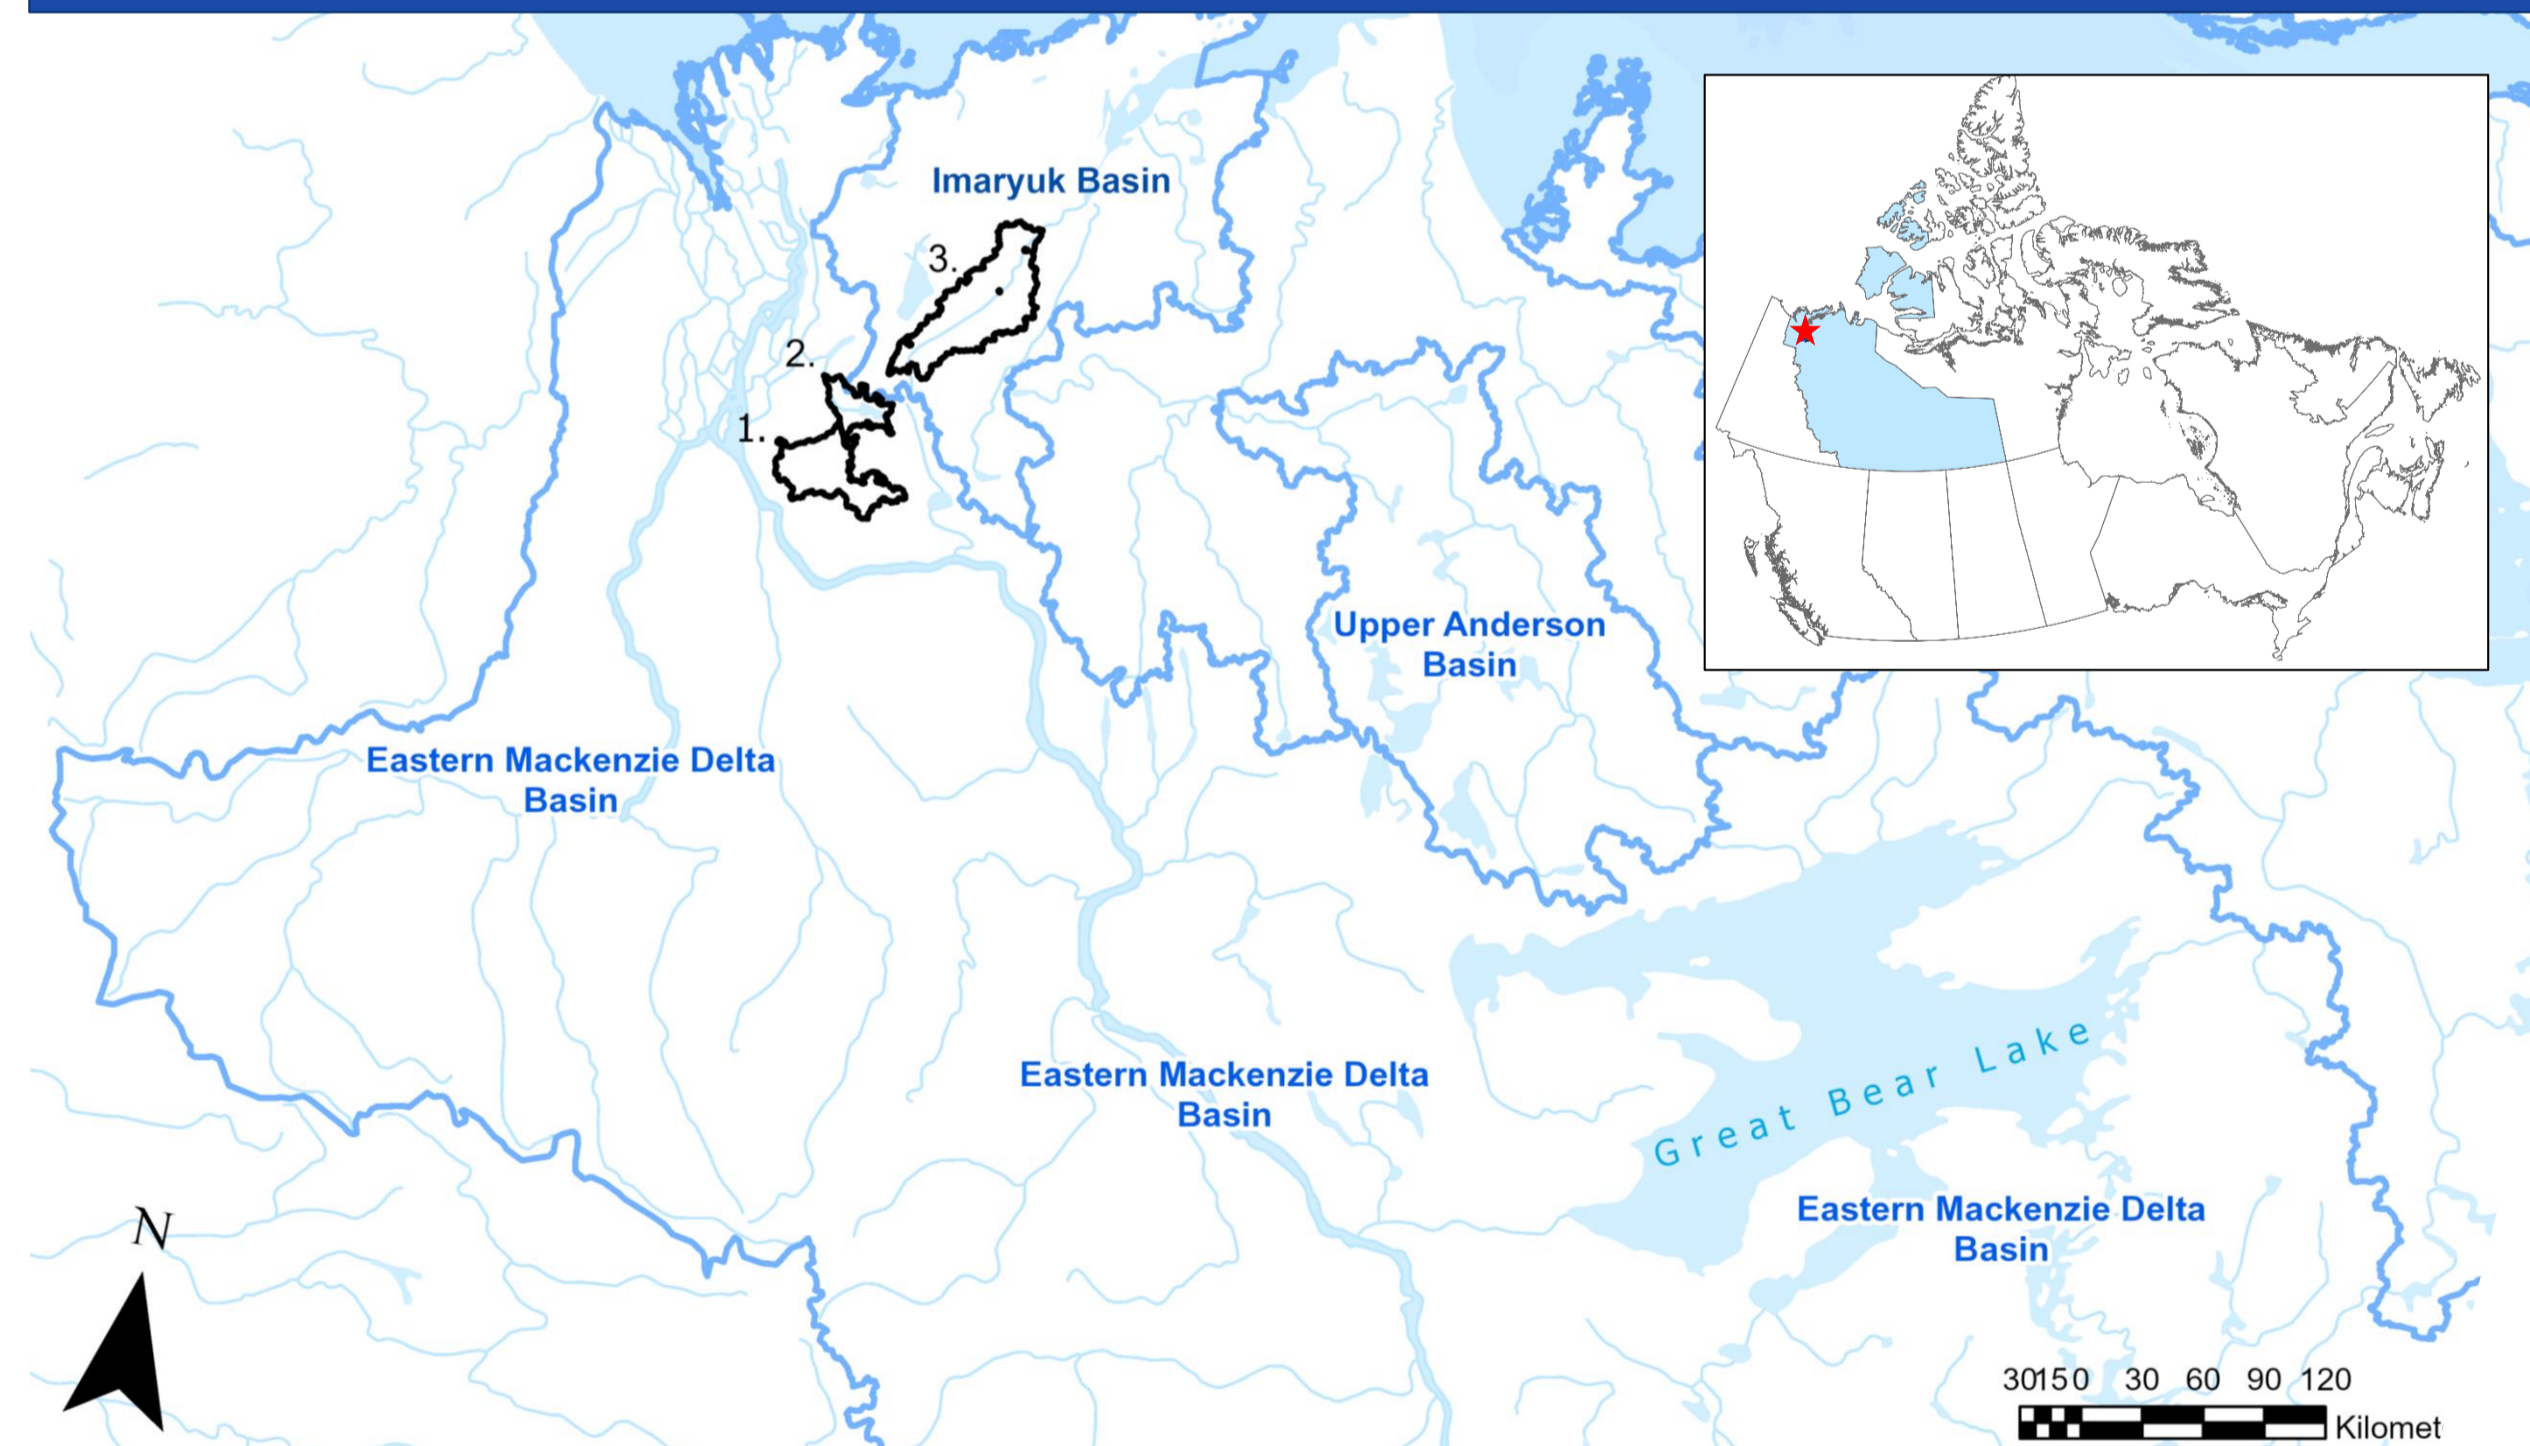 Imaryuk Basin
3.
2.
1.
Upper Anderson
Basin
Eastern Mackenzie Delta
Basin
Eastern Mackenzie Delta
Basin
Great Bear Lake
Eastern Mackenzie Delta
Basin
N
30150 30 60 90 120
Kilomet